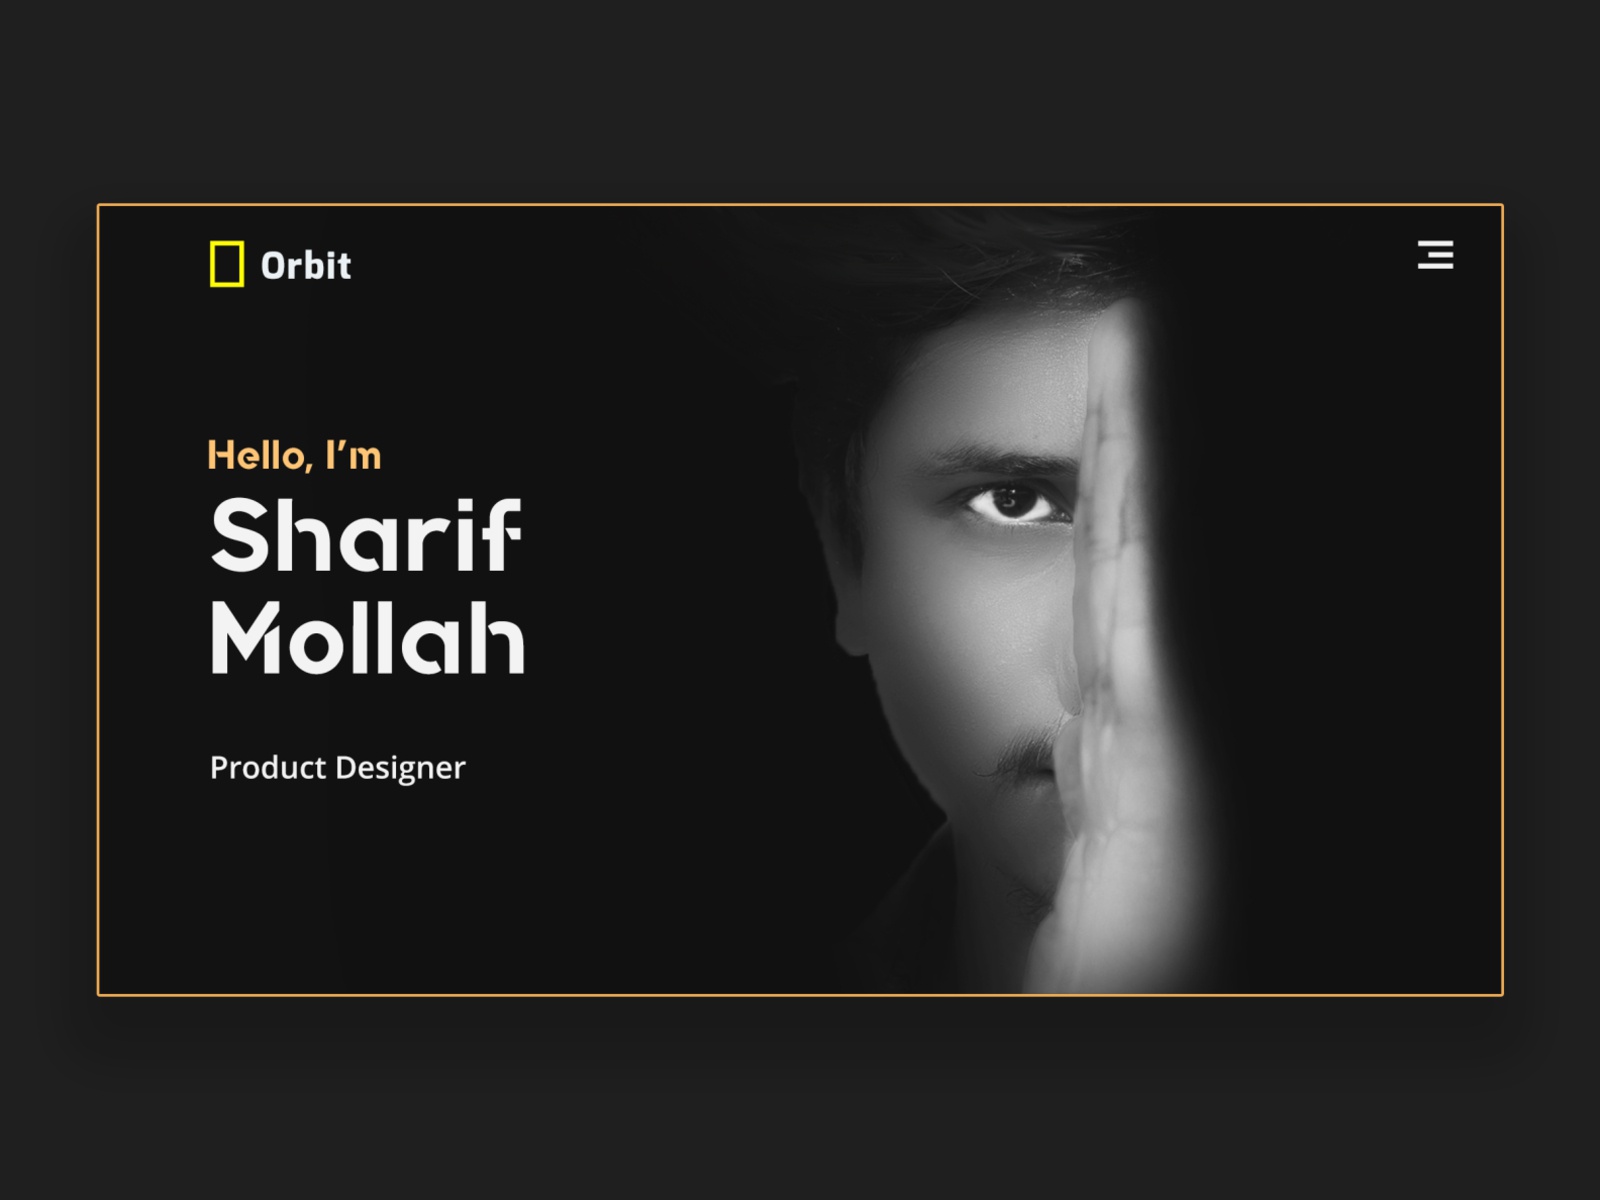 Orbit
Hello, I’m
Sharif
Mollah
Product Designer